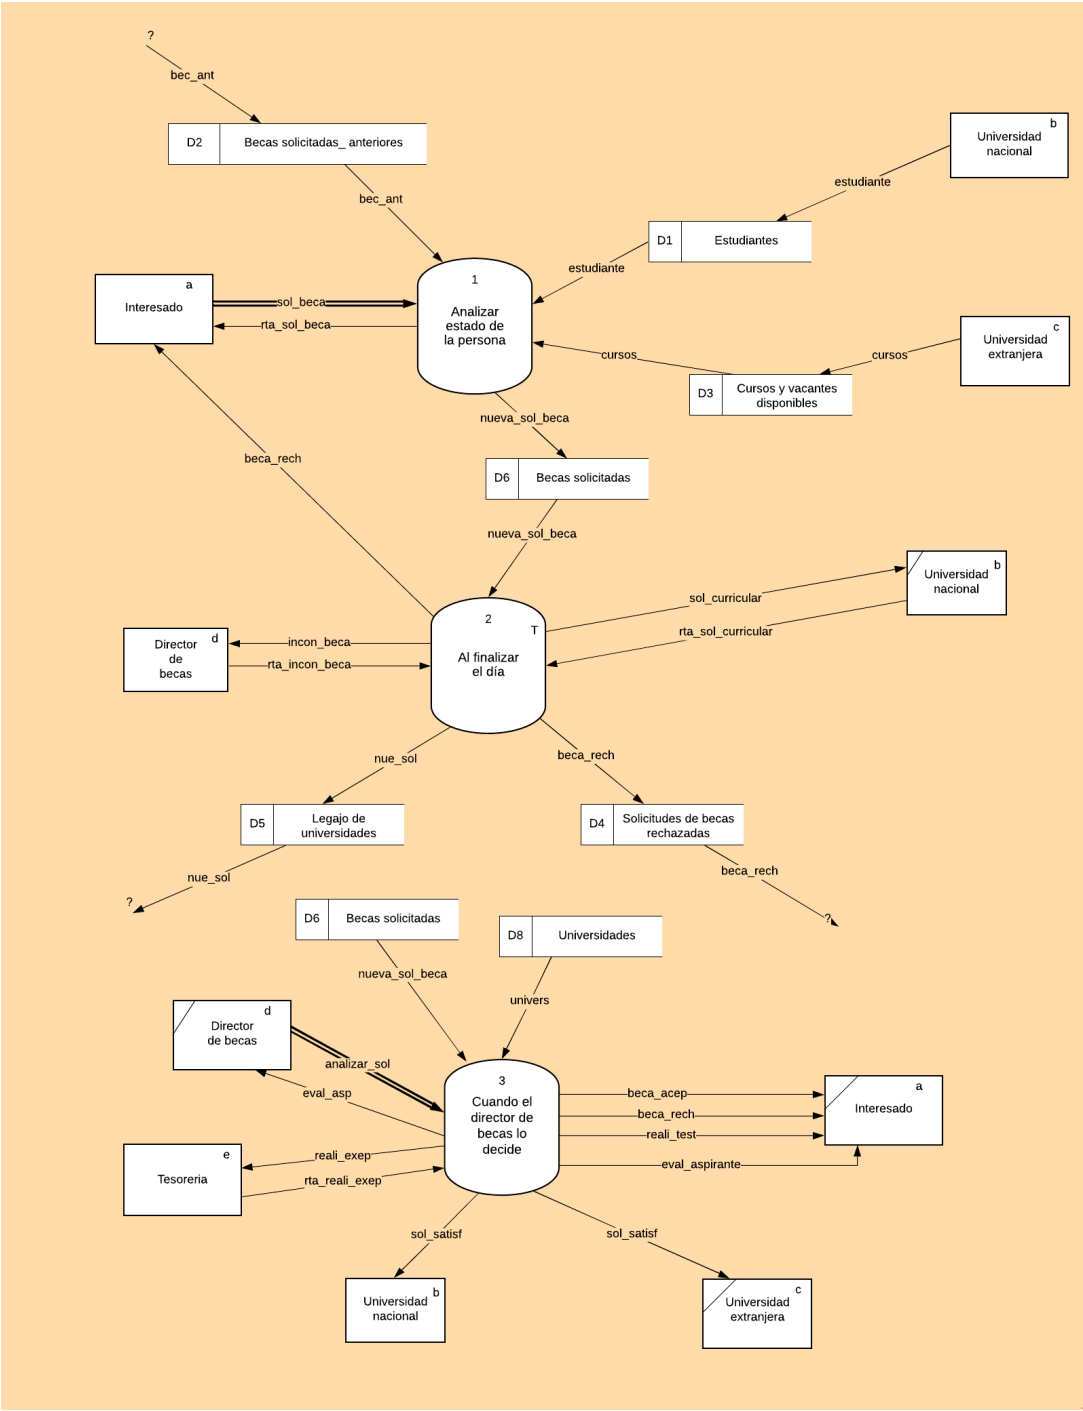 ?
bec_ant
D2
Becas solicitadas_ anteriores
b
Universidad
nacional
estudiante
bec_ant
D1
Estudiantes
estudiante
a
Interesado
sol_beca
rta_sol_beca
1
Analizar
estado de
la persona
c
Universidad
extranjera
cursos
cursos
D3
Cursos y vacantes
disponibles
nueva_sol_beca
beca_rech
D6
Becas solicitadas
nueva_sol_beca
b
Universidad
nacional
sol_curricular
rta_sol_curricular
2
T
Al finalizar
el día
d
Director
de
becas
incon_beca
rta_incon_beca
nue_sol
beca_rech
D5
Legajo de
universidades
D4
Solicitudes de becas
rechazadas
nue_sol
?
beca_rech
?
D6
Becas solicitadas
D8
Universidades
nueva_sol_beca
univers
d
Director
de becas
analizar_sol
eval_asp
3
Cuando el
director de
becas lo
decide
beca_acep
beca_rech
reali_test
eval_aspirante
a
Interesado
e
Tesoreria
reali_exep
rta_reali_exep
sol_satisf
sol_satisf
b
Universidad
nacional
c
Universidad
extranjera